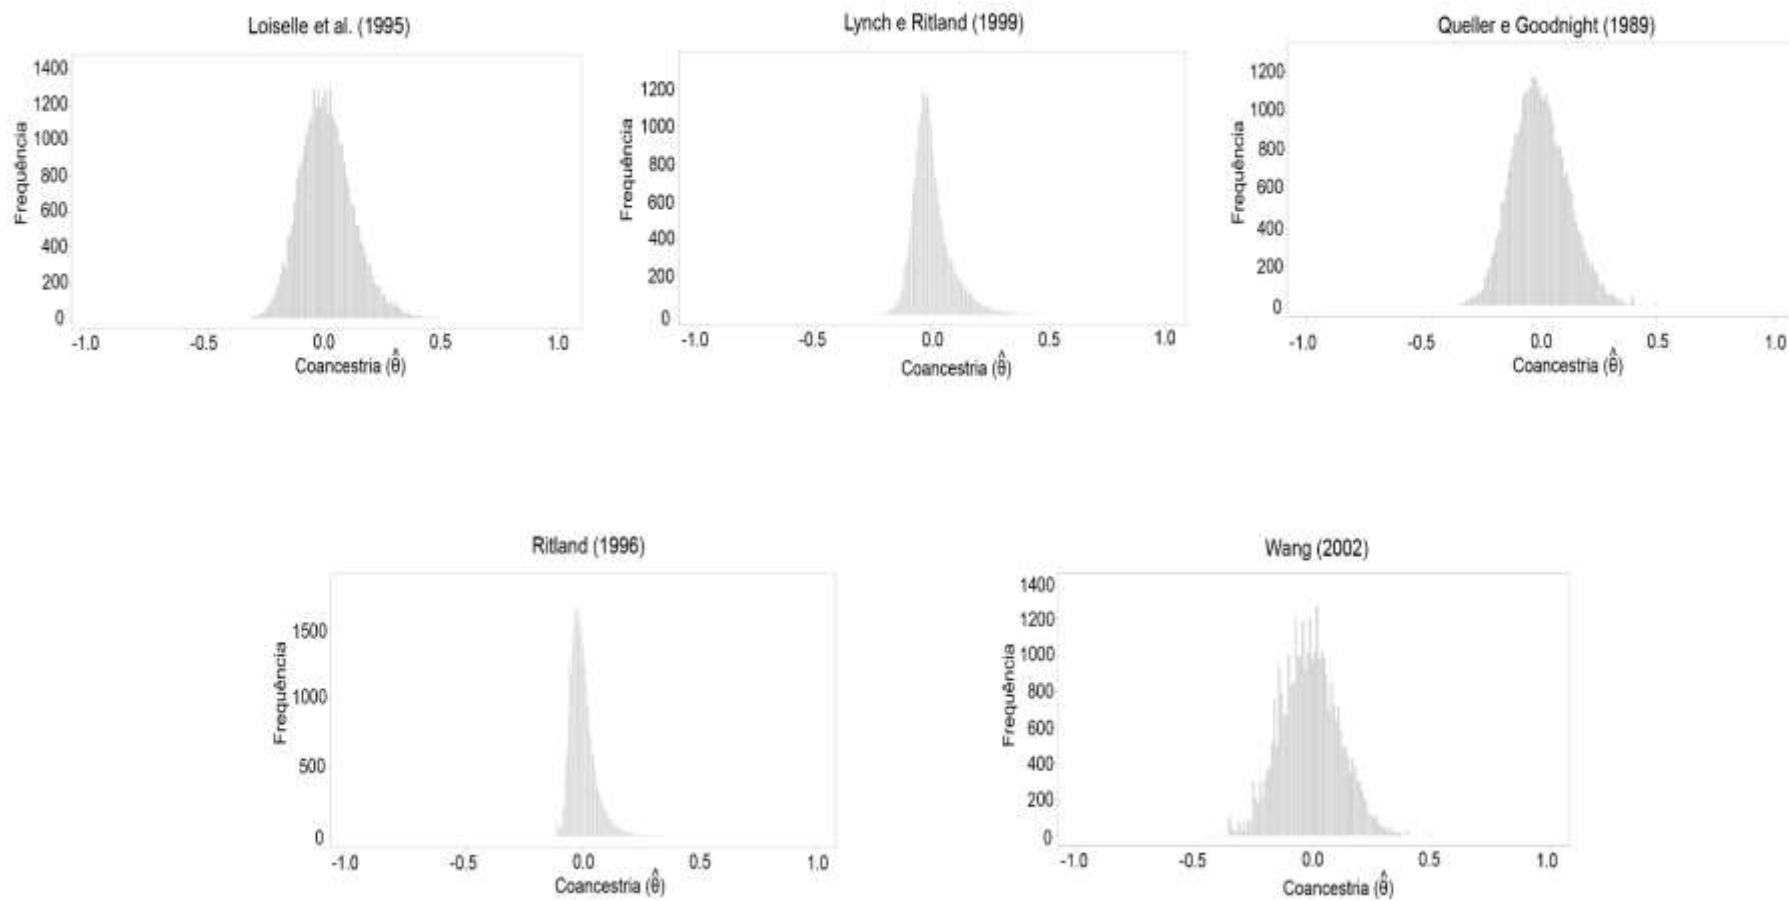 Loiselle et al. (1995)
Frequência
1400
1200
1000
800
600
400
200
0
-1.0 -0.5 0.0 0.5 1.0
Coancestria (θ̂)
Lynch e Ritland (1999)
Frequência
1200
1000
800
600
400
200
0
-1.0 -0.5 0.0 0.5 1.0
Coancestria (θ̂)
Queller e Goodnight (1989)
Frequência
1200
1000
800
600
400
200
0
-1.0 -0.5 0.0 0.5 1.0
Coancestria (θ̂)
Ritland (1996)
Frequência
1500
1000
500
0
-1.0 -0.5 0.0 0.5 1.0
Coancestria (θ̂)
Wang (2002)
Frequência
1400
1200
1000
800
600
400
200
0
-1.0 -0.5 0.0 0.5 1.0
Coancestria (θ̂)